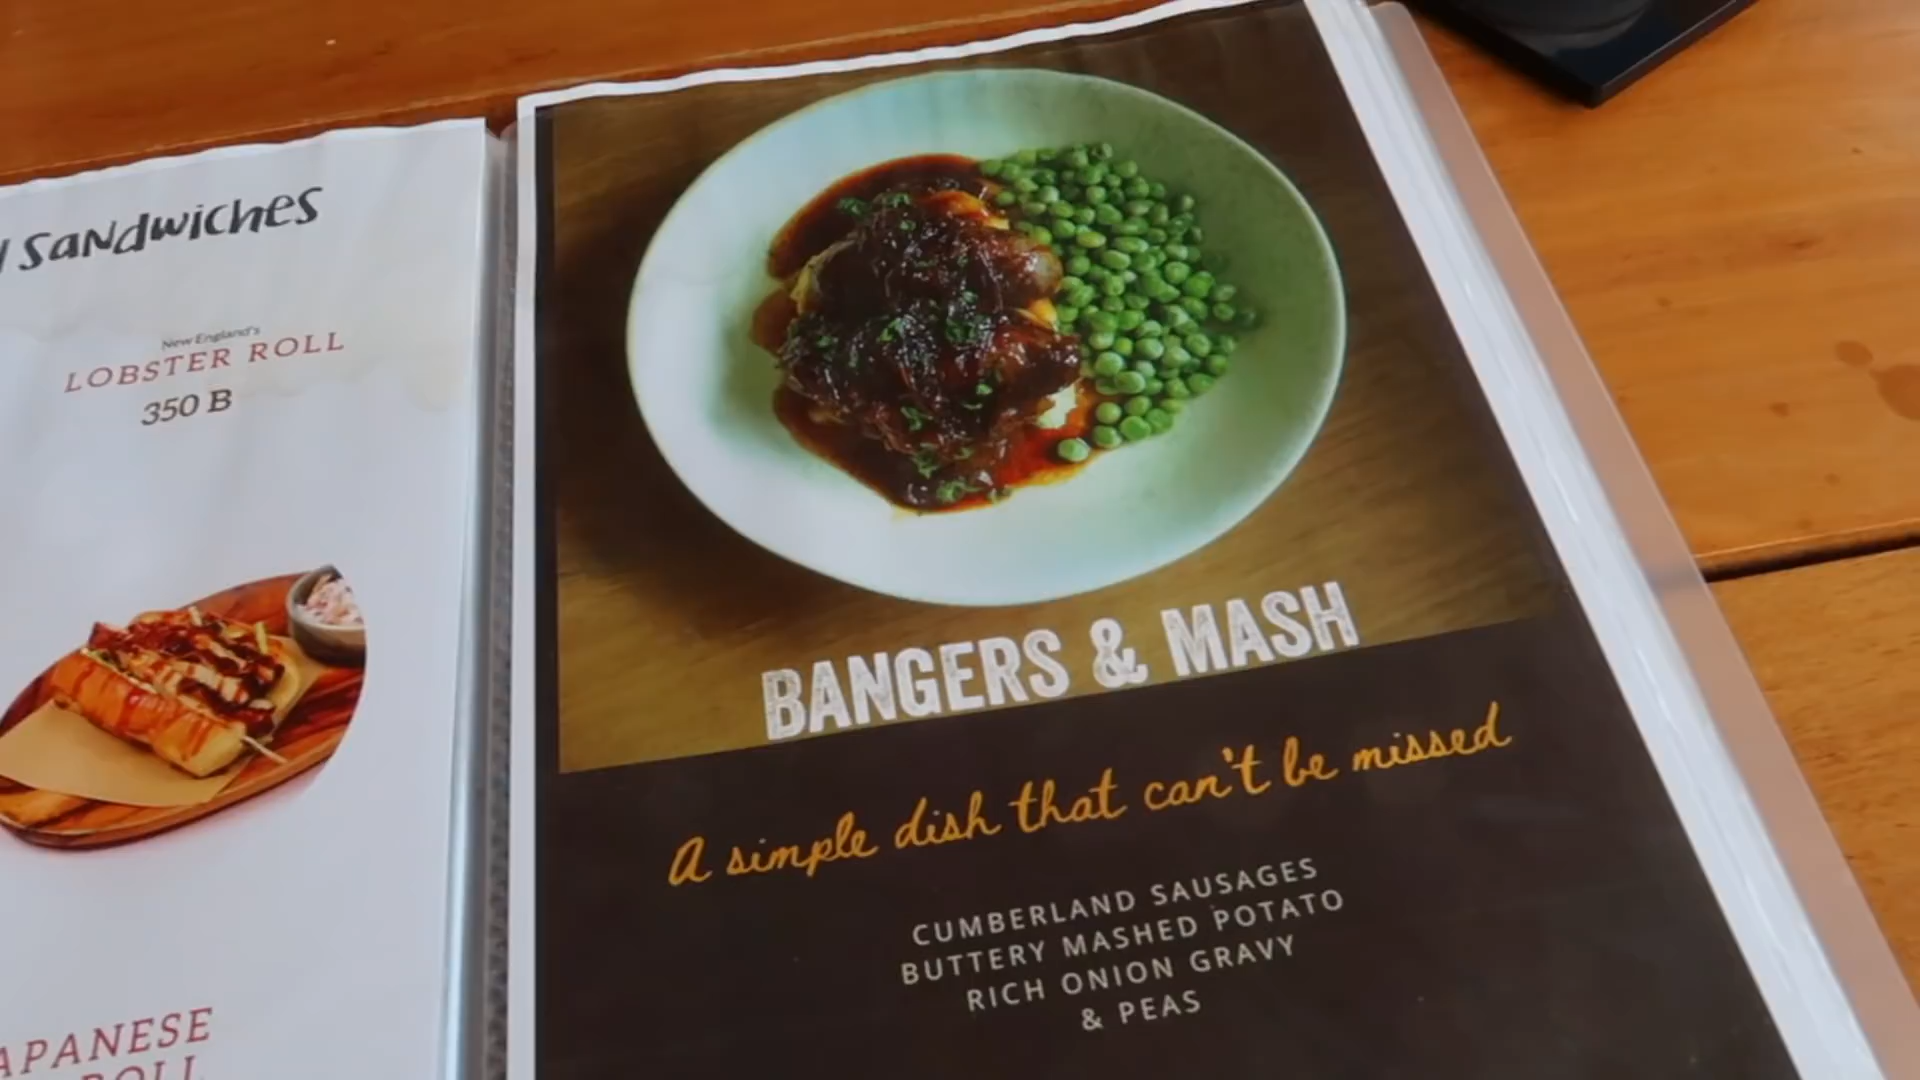 SANDWICHES
New England's
LOBSTER ROLL
350 B
BANGERS & MASH
A simple dish that can't be missed
CUMBERLAND SAUSAGES
BUTTERY MASHED POTATO
RICH ONION GRAVY
& PEAS
APANESE
ROLL